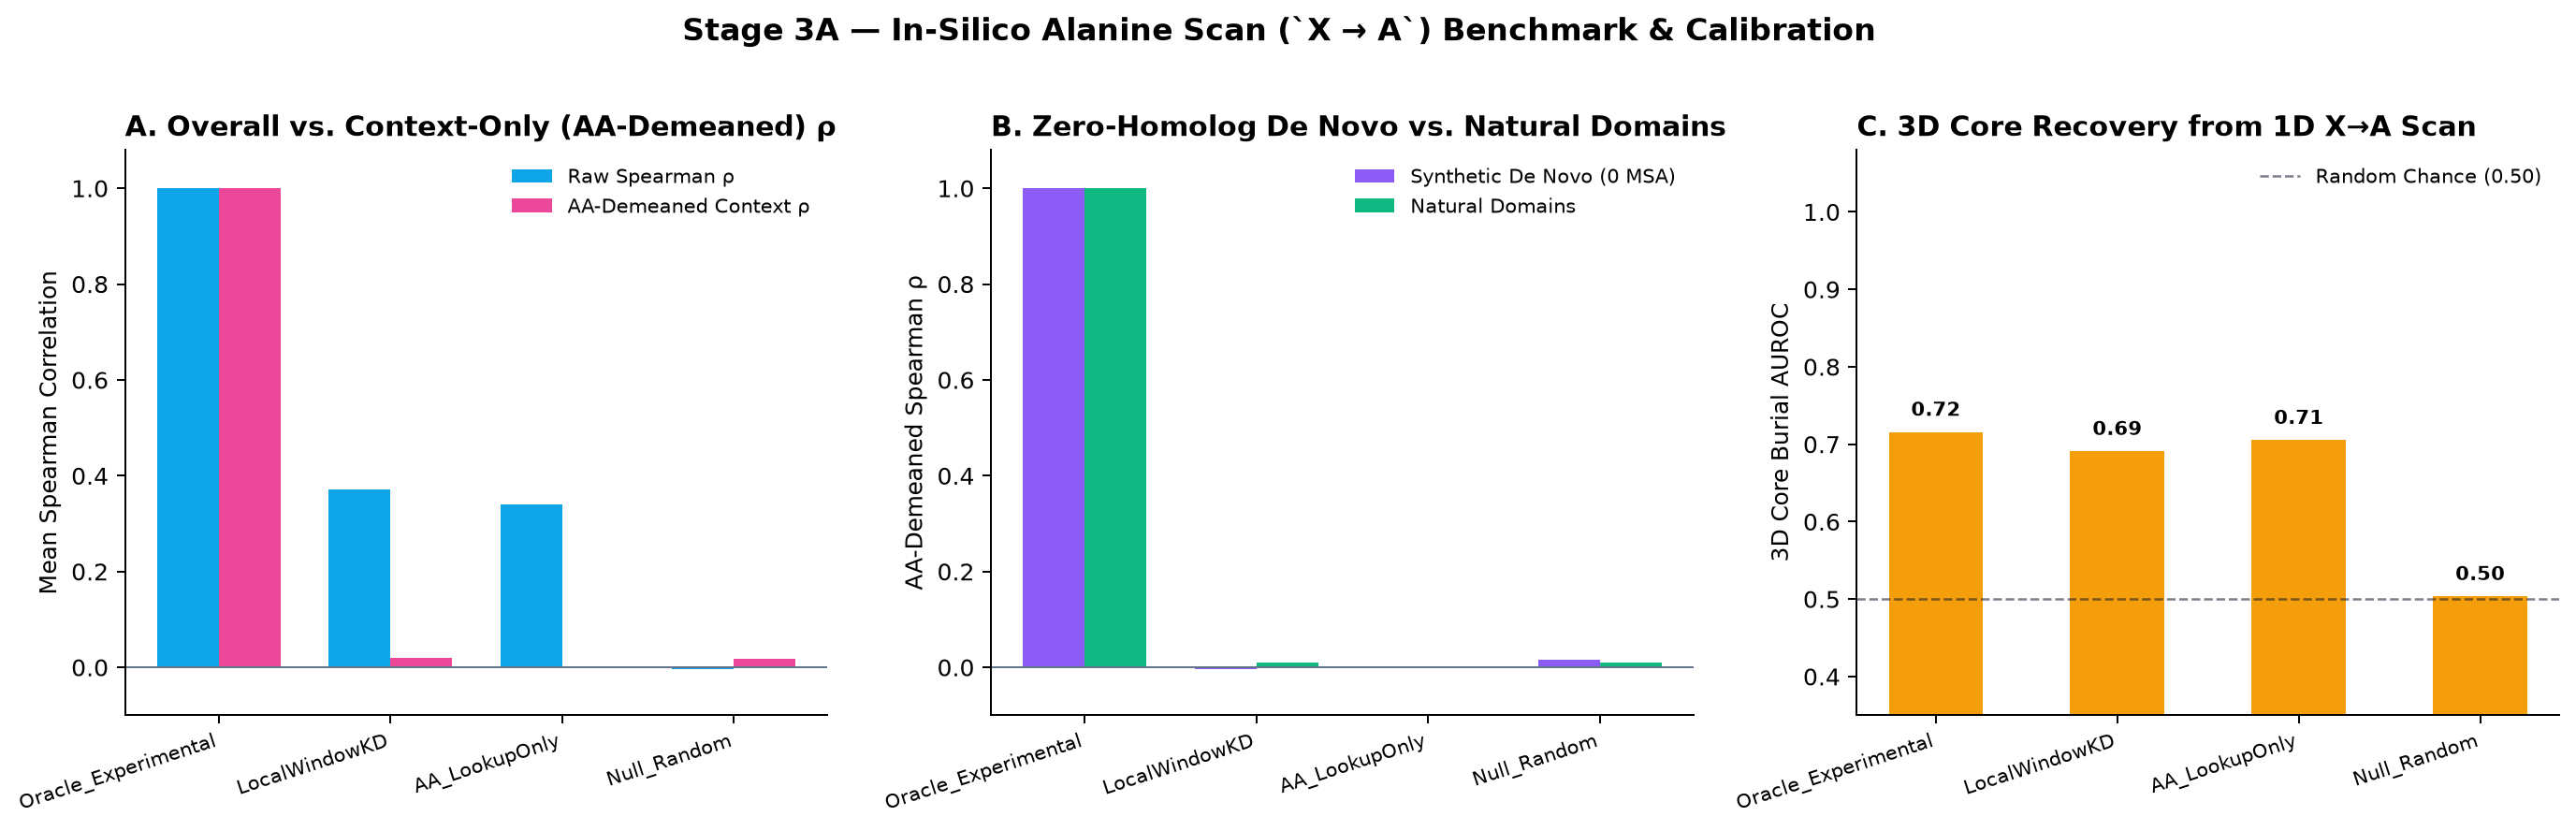 Stage 3A — In-Silico Alanine Scan (`X → A`) Benchmark & Calibration
A. Overall vs. Context-Only (AA-Demeaned) ρ
Raw Spearman ρ
AA-Demeaned Context ρ
Mean Spearman Correlation
1.0
0.8
0.6
0.4
0.2
0.0
Oracle_Experimental
LocalWindowKD
AA_LookupOnly
Null_Random
B. Zero-Homolog De Novo vs. Natural Domains
Synthetic De Novo (0 MSA)
Natural Domains
AA-Demeaned Spearman ρ
1.0
0.8
0.6
0.4
0.2
0.0
Oracle_Experimental
LocalWindowKD
AA_LookupOnly
Null_Random
C. 3D Core Recovery from 1D X→A Scan
Random Chance (0.50)
3D Core Burial AUROC
1.0
0.9
0.8
0.7
0.6
0.5
0.4
0.72
0.69
0.71
0.50
Oracle_Experimental
LocalWindowKD
AA_LookupOnly
Null_Random